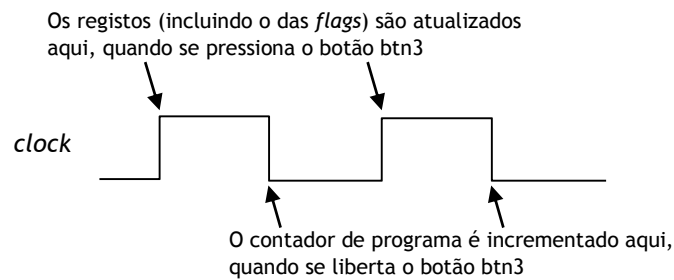 Os registos (incluindo o das flags) são atualizados
aqui, quando se pressiona o botão btn3
clock
O contador de programa é incrementado aqui,
quando se liberta o botão btn3